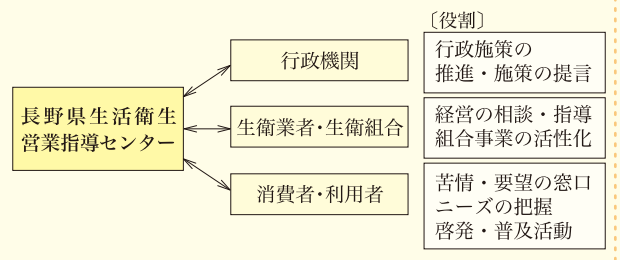 〔役割〕
長野県生活衛生
営業指導センター
行政機関
行政施策の
推進・施策の提言
生衛業者・生衛組合
経営の相談・指導
組合事業の活性化
消費者・利用者
苦情・要望の窓口
ニーズの把握
啓発・普及活動